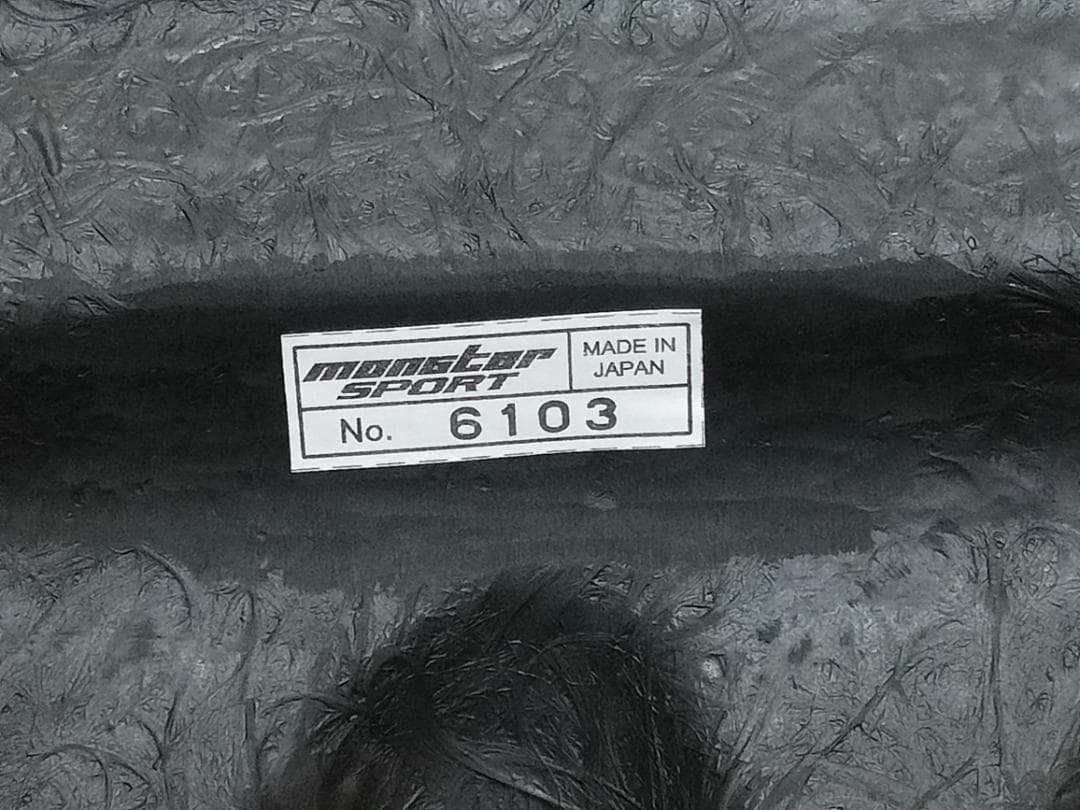 monster
SPORT
MADE IN
JAPAN
No. 6103